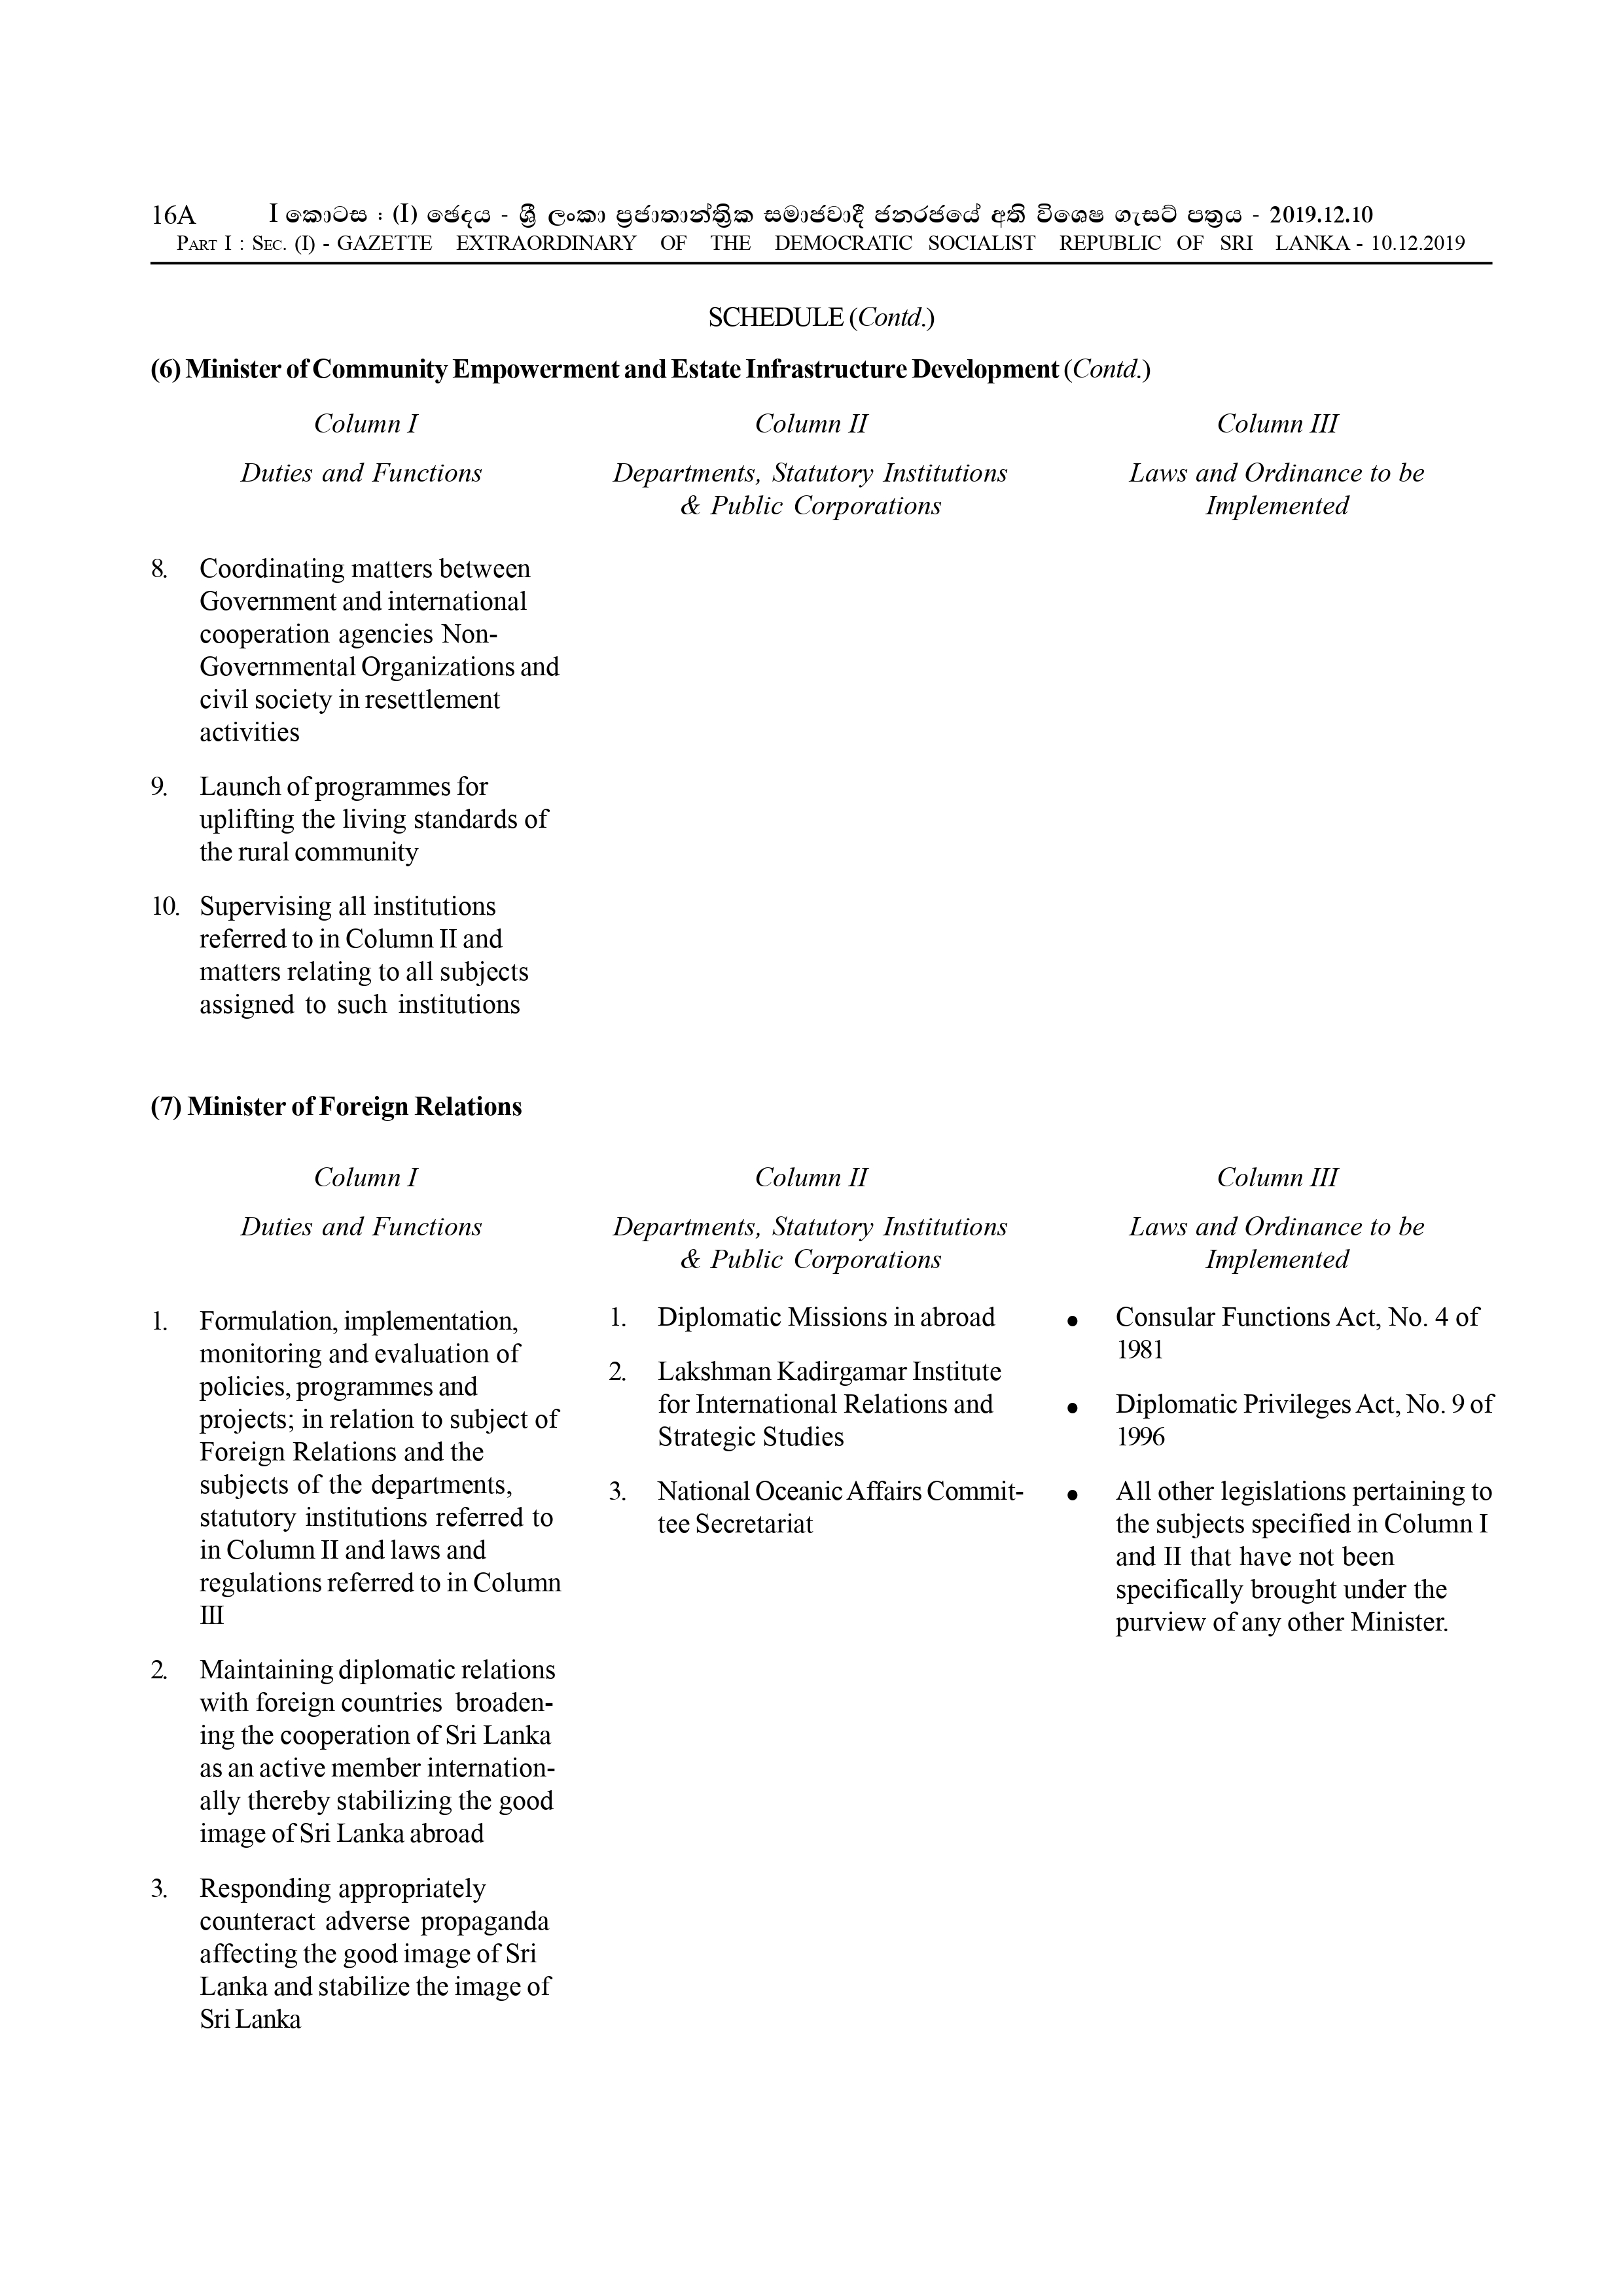 16A I කොටස : (I) ඡෙදය - ශ්‍රී ලංකා ප්‍රජාතාන්ත්‍රික සමාජවාදී ජනරජයේ අති විශෙෂ ගැසට් පත්‍රය - 2019.12.10
PART I : SEC. (I) - GAZETTE EXTRAORDINARY OF THE DEMOCRATIC SOCIALIST REPUBLIC OF SRI LANKA - 10.12.2019
SCHEDULE (Contd.)
(6) Minister of Community Empowerment and Estate Infrastructure Development (Contd.)
Column I
Duties and Functions
Column II
Departments, Statutory Institutions
& Public Corporations
Column III
Laws and Ordinance to be
Implemented
8. Coordinating matters between
Government and international
cooperation agencies Non-
Governmental Organizations and
civil society in resettlement
activities
9. Launch of programmes for
uplifting the living standards of
the rural community
10. Supervising all institutions
referred to in Column II and
matters relating to all subjects
assigned to such institutions
(7) Minister of Foreign Relations
Column I
Duties and Functions
Column II
Departments, Statutory Institutions
& Public Corporations
Column III
Laws and Ordinance to be
Implemented
1. Formulation, implementation,
monitoring and evaluation of
policies, programmes and
projects; in relation to subject of
Foreign Relations and the
subjects of the departments,
statutory institutions referred to
in Column II and laws and
regulations referred to in Column
III
2. Maintaining diplomatic relations
with foreign countries broaden-
ing the cooperation of Sri Lanka
as an active member internation-
ally thereby stabilizing the good
image of Sri Lanka abroad
3. Responding appropriately
counteract adverse propaganda
affecting the good image of Sri
Lanka and stabilize the image of
Sri Lanka
1. Diplomatic Missions in abroad
2. Lakshman Kadirgamar Institute
for International Relations and
Strategic Studies
3. National Oceanic Affairs Commit-
tee Secretariat
● Consular Functions Act, No. 4 of
1981
● Diplomatic Privileges Act, No. 9 of
1996
● All other legislations pertaining to
the subjects specified in Column I
and II that have not been
specifically brought under the
purview of any other Minister.